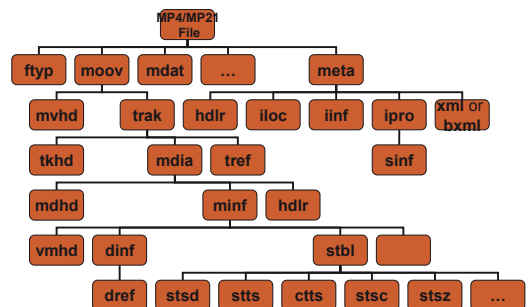 MP4/MP21
File
ftyp moov mdat … meta
mvhd trak hdlr iloc iinf ipro xml or
bxml
tkhd mdia tref sinf
mdhd minf hdlr
vmhd dinf stbl
dref stsd stts ctts stsc stsz …